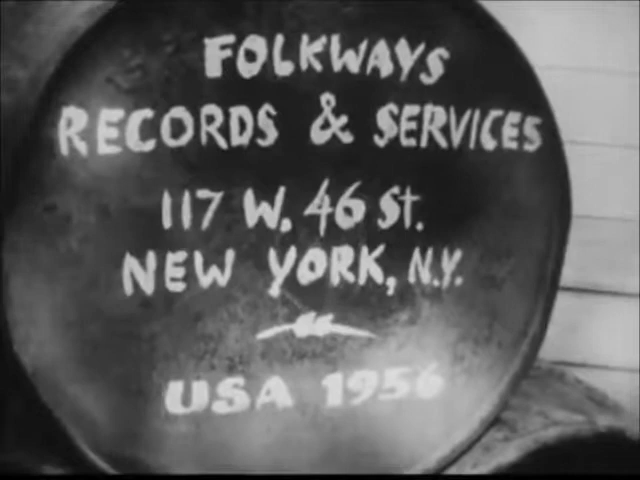 FOLKWAYS
RECORDS & SERVICES
117 W. 46 St.
NEW YORK, N.Y.
USA 1956